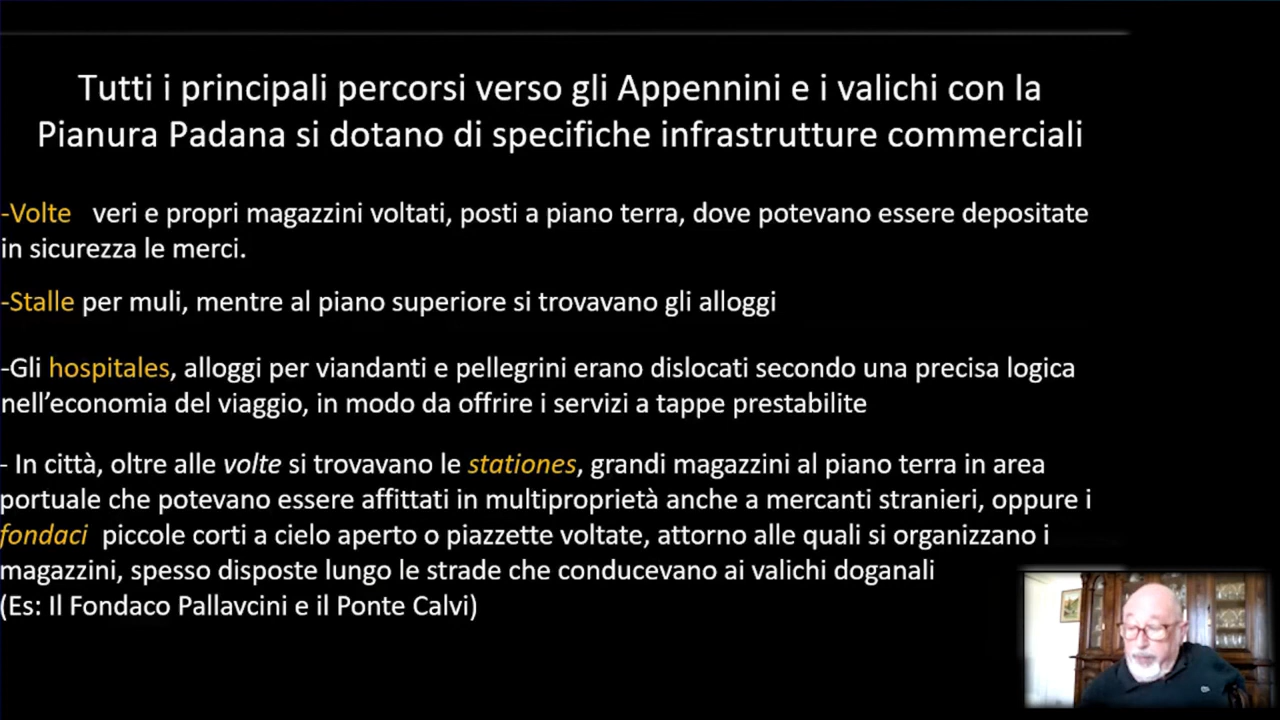 Tutti i principali percorsi verso gli Appennini e i valichi con la
Pianura Padana si dotano di specifiche infrastrutture commerciali
-Volte veri e propri magazzini voltati, posti a piano terra, dove potevano essere depositate
in sicurezza le merci.
-Stalle per muli, mentre al piano superiore si trovavano gli alloggi
-Gli hospitales, alloggi per viandanti e pellegrini erano dislocati secondo una precisa logica
nell’economia del viaggio, in modo da offrire i servizi a tappe prestabilite
- In città, oltre alle volte si trovavano le stationes, grandi magazzini al piano terra in area
portuale che potevano essere affittati in multiproprietà anche a mercanti stranieri, oppure i
fondaci piccole corti a cielo aperto o piazzette voltate, attorno alle quali si organizzano i
magazzini, spesso disposte lungo le strade che conducevano ai valichi doganali
(Es: Il Fondaco Pallavcini e il Ponte Calvi)